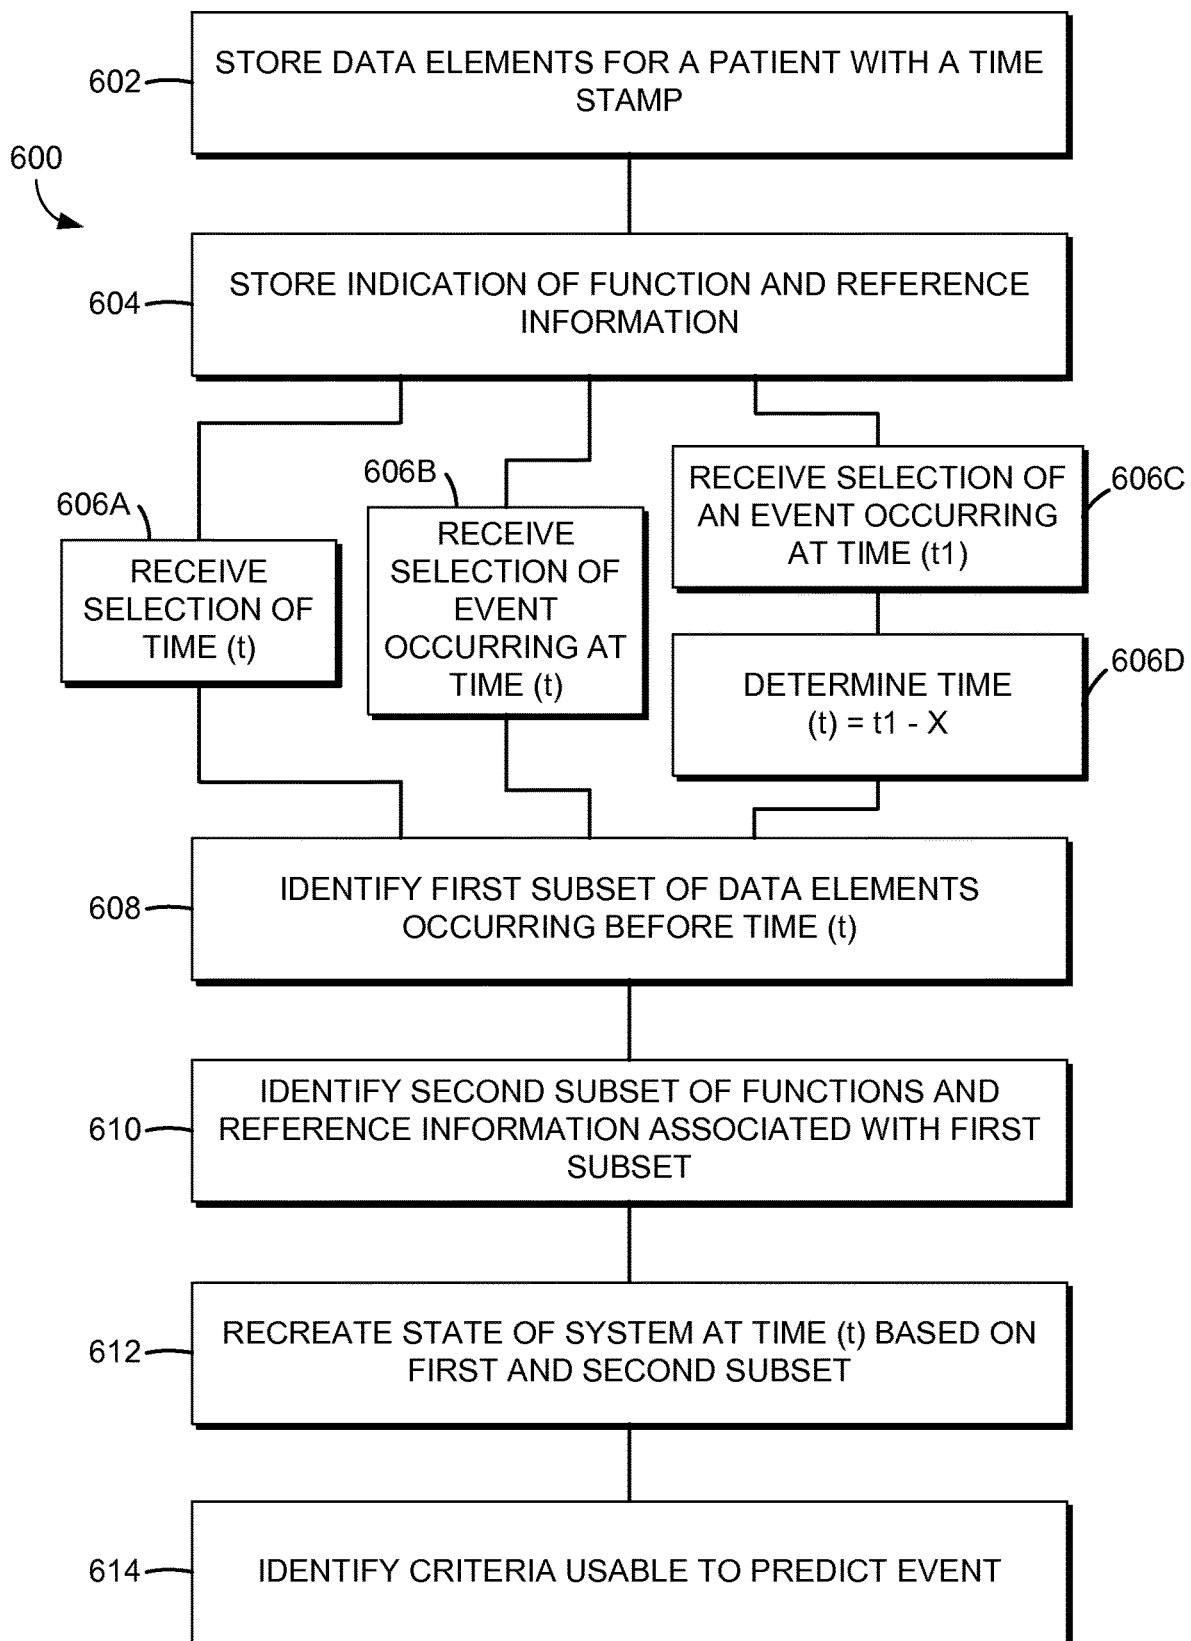 602
STORE DATA ELEMENTS FOR A PATIENT WITH A TIME
STAMP
600
604
STORE INDICATION OF FUNCTION AND REFERENCE
INFORMATION
606A
RECEIVE
SELECTION OF
TIME (t)
606B
RECEIVE
SELECTION OF
EVENT
OCCURRING AT
TIME (t)
606C
RECEIVE SELECTION OF
AN EVENT OCCURRING
AT TIME (t1)
606D
DETERMINE TIME
(t) = t1 - X
608
IDENTIFY FIRST SUBSET OF DATA ELEMENTS
OCCURRING BEFORE TIME (t)
610
IDENTIFY SECOND SUBSET OF FUNCTIONS AND
REFERENCE INFORMATION ASSOCIATED WITH FIRST
SUBSET
612
RECREATE STATE OF SYSTEM AT TIME (t) BASED ON
FIRST AND SECOND SUBSET
614
IDENTIFY CRITERIA USABLE TO PREDICT EVENT